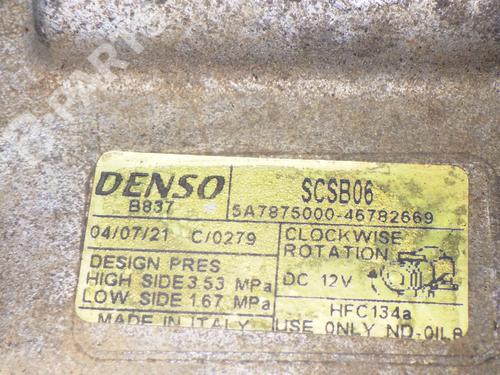 DENSO
B837
SCSB06
5A7875000-46782669
04/07/21 C/0279
DESIGN PRES
HIGH SIDE 3.53 MPa
LOW SIDE 1.67 MPa
MADE IN ITALY
CLOCKWISE
ROTATION
DC 12V
HFC134a
USE ONLY ND-OIL8